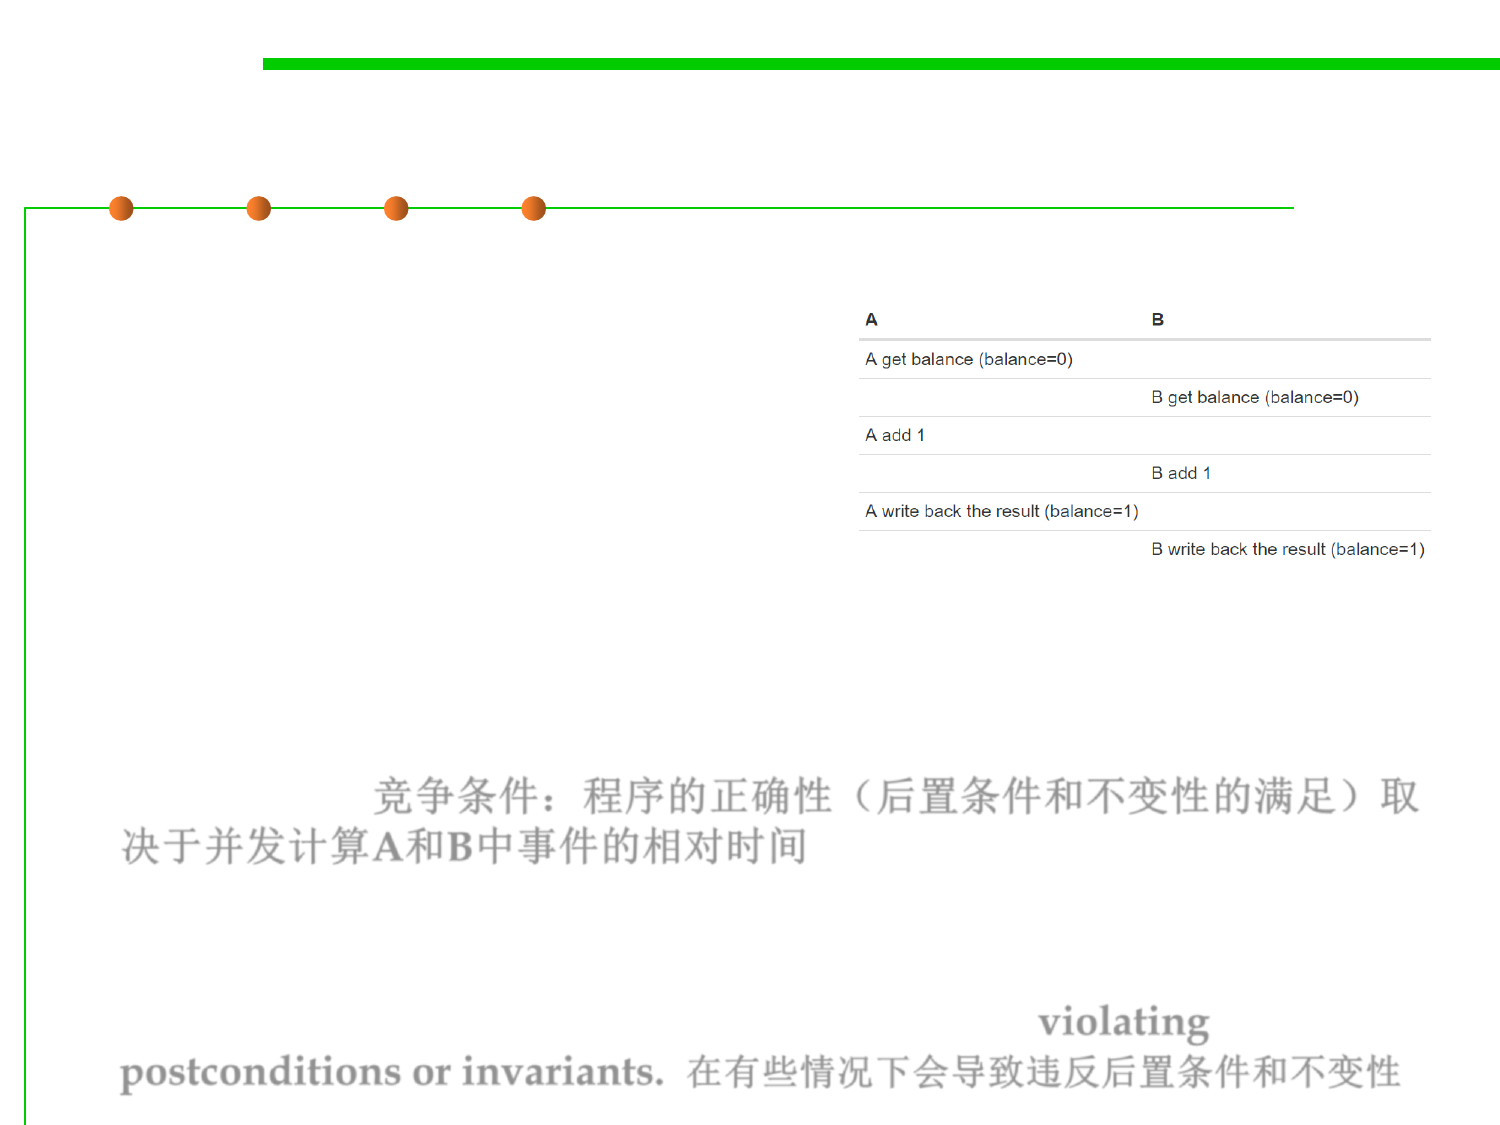 A B
A get balance (balance=0)
B get balance (balance=0)
A add 1
B add 1
A write back the result (balance=1)
B write back the result (balance=1)
竞争条件：程序的正确性（后置条件和不变性的满足）取
决于并发计算A和B中事件的相对时间
violating
postconditions or invariants. 在有些情况下会导致违反后置条件和不变性